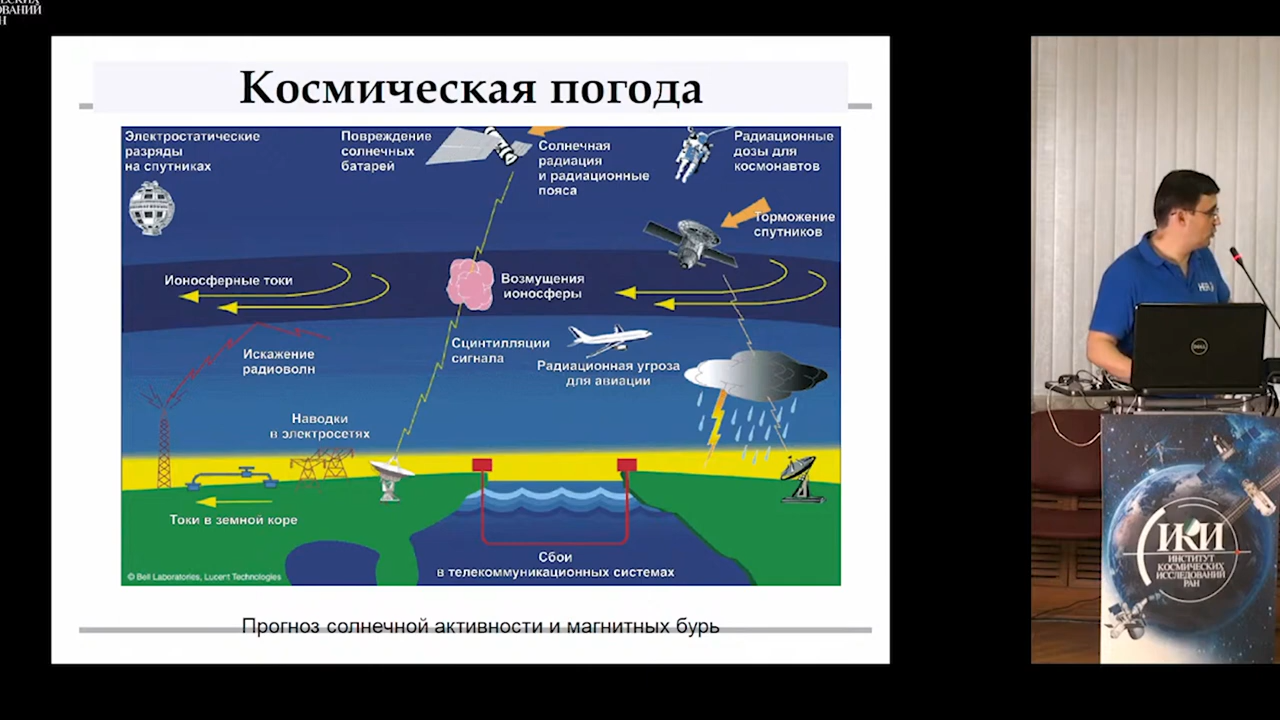 ОВАНИЙ
Космическая погода
Электростатические
разряды
на спутниках
Повреждение
солнечных
батарей
Солнечная
радиация
и радиационные
пояса
Радиационные
дозы для
космонавтов
Торможение
спутников
Ионосферные токи
Возмущения
ионосферы
Сцинтилляции
сигнала
Искажение
радиоволн
Радиационная угроза
для авиации
Наводки
в электросетях
Токи в земной коре
Сбои
в телекоммуникационных системах
© Bell Laboratories, Lucent Technologies
Прогноз солнечной активности и магнитных бурь
DELL
ИКИ
ИНСТИТУТ
КОСМИЧЕСКИХ
ИССЛЕДОВАНИЙ
РАН